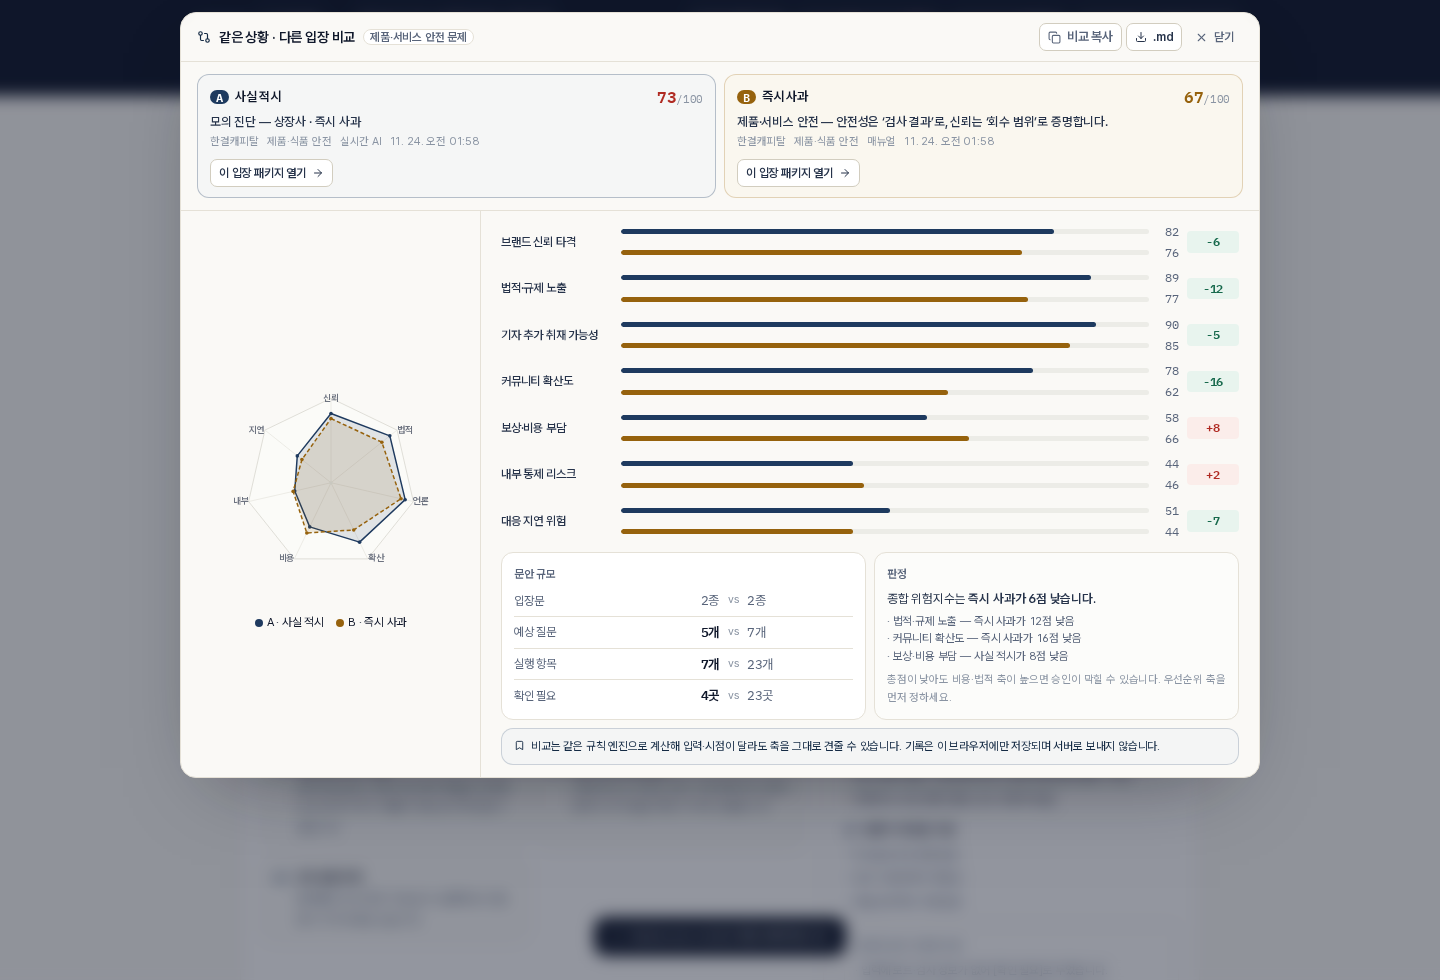 같은 상황 · 다른 입장 비교 제품·서비스 안전 문제
비교 복사 .md 닫기
A 사실 적시 73/100
모의 진단 — 상장사 · 즉시 사과
한결캐피탈 제품·식품 안전 실시간 AI 11. 24. 오전 01:58
이 입장 패키지 열기
B 즉시 사과 67/100
제품·서비스 안전 — 안전성은 ‘검사 결과’로, 신뢰는 ‘회수 범위’로 증명합니다.
한결캐피탈 제품·식품 안전 매뉴얼 11. 24. 오전 01:58
이 입장 패키지 열기
신뢰
지연
법적
내부
언론
비용
확산
A · 사실 적시 B · 즉시 사과
브랜드 신뢰 타격 82 76 -6
법적·규제 노출 89 77 -12
기자 추가 취재 가능성 90 85 -5
커뮤니티 확산도 78 62 -16
보상·비용 부담 58 66 +8
내부 통제 리스크 44 46 +2
대응 지연 위험 51 44 -7
문안 규모
입장문 2종 vs 2종
예상 질문 5개 vs 7개
실행 항목 7개 vs 23개
확인 필요 4곳 vs 23곳
판정
종합 위험지수는 즉시 사과가 6점 낮습니다.
· 법적·규제 노출 — 즉시 사과가 12점 낮음
· 커뮤니티 확산도 — 즉시 사과가 16점 낮음
· 보상·비용 부담 — 사실 적시가 8점 낮음
총점이 낮아도 비용·법적 축이 높으면 승인이 막힐 수 있습니다. 우선순위 축을
먼저 정하세요.
비교는 같은 규칙 엔진으로 계산해 입력·시점이 달라도 축을 그대로 견줄 수 있습니다. 기록은 이 브라우저에만 저장되며 서버로 보내지 않습니다.